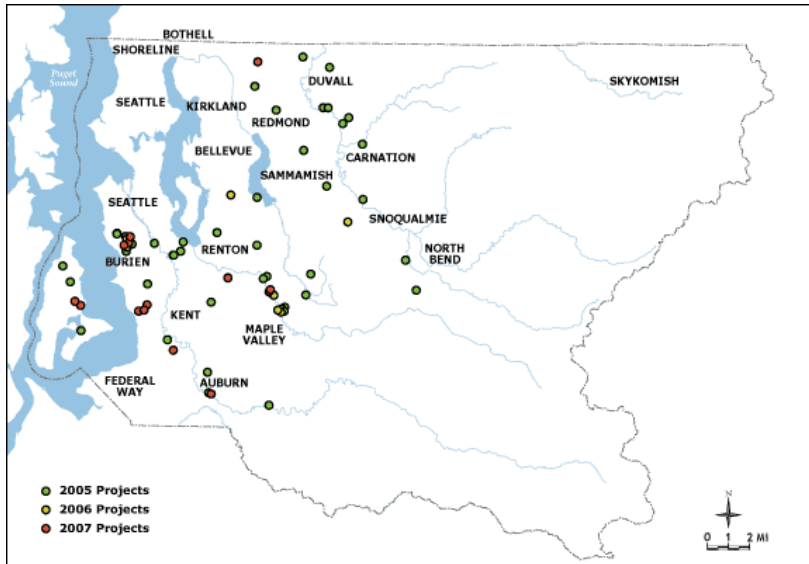 BOTHELL
SHORELINE
Puget
Sound
DUVALL
SKYKOMISH
SEATTLE
KIRKLAND
REDMOND
BELLEVUE
CARNATION
SAMMAMISH
SEATTLE
SNOQUALMIE
RENTON
NORTH
BEND
BURIEN
KENT
MAPLE
VALLEY
FEDERAL
WAY
AUBURN
2005 Projects
2006 Projects
2007 Projects
N
0 1 2 MI